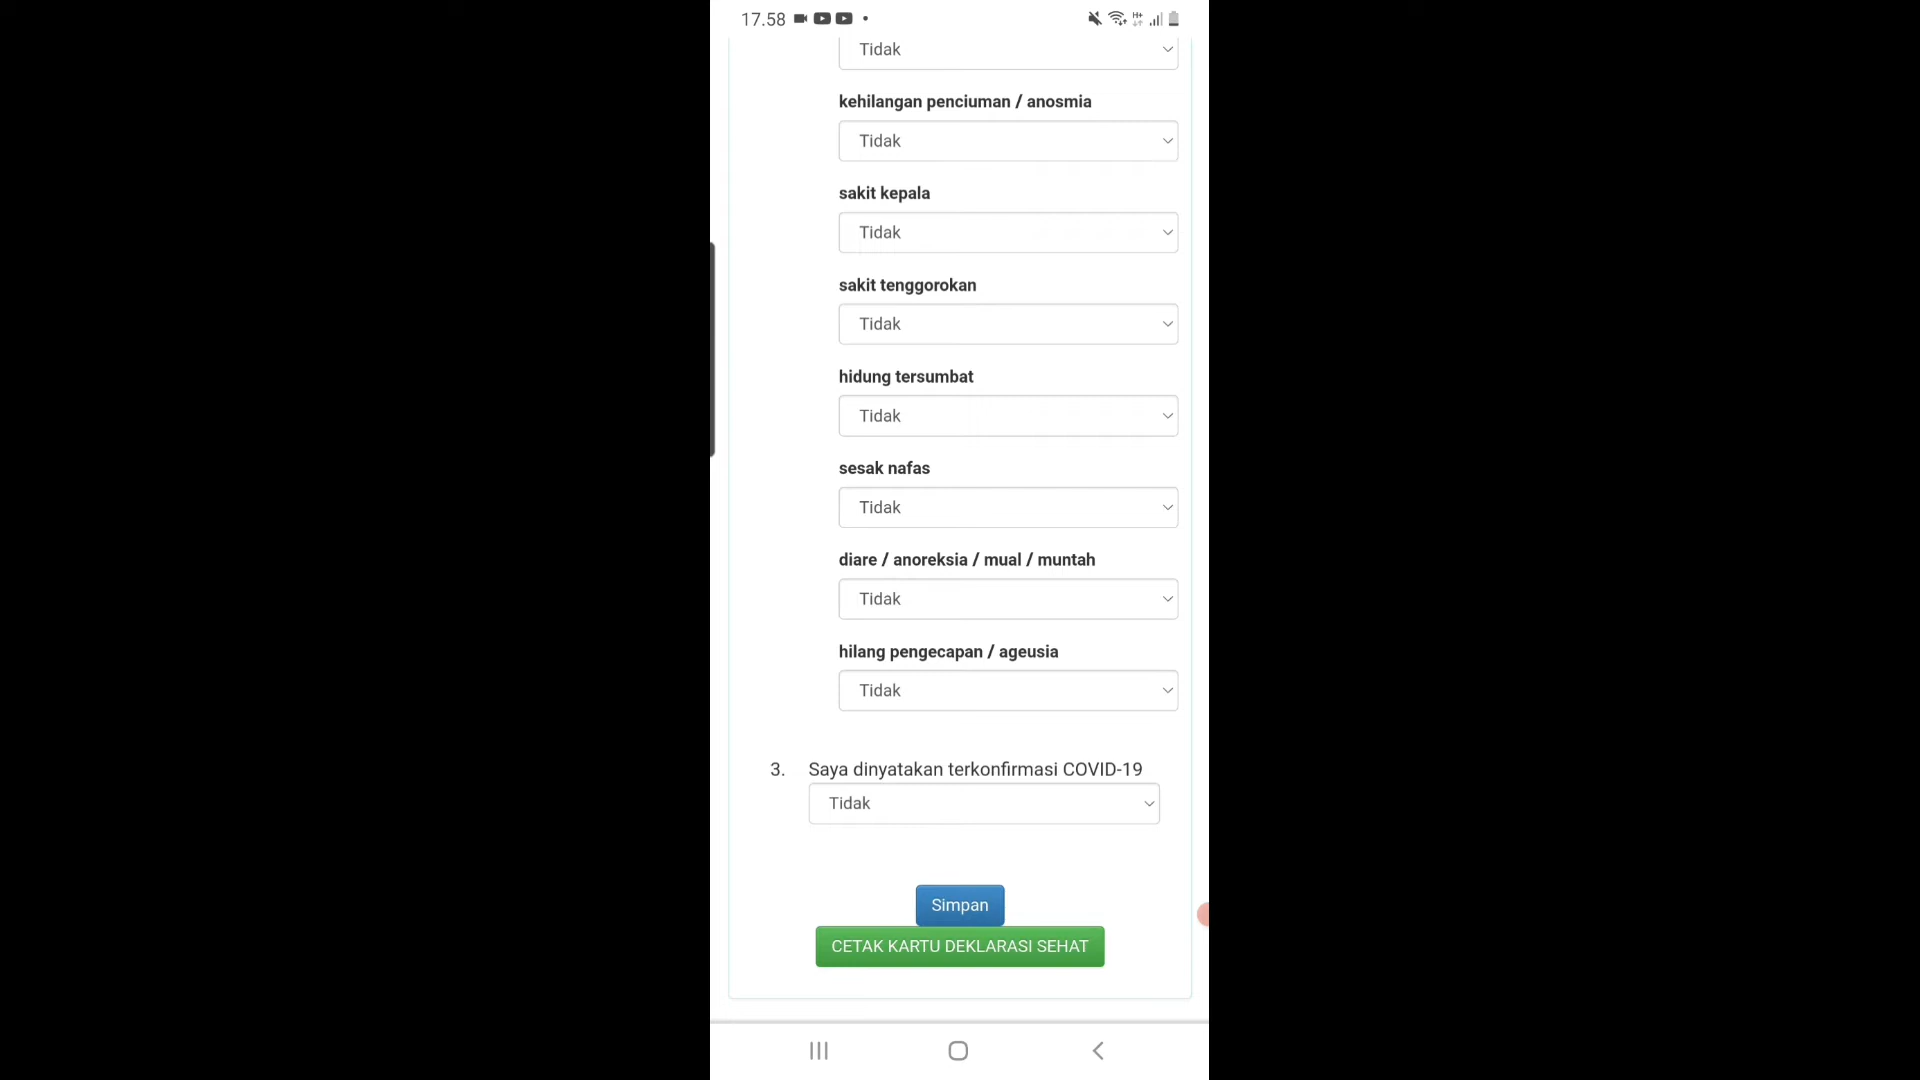 17.58
Tidak
kehilangan penciuman / anosmia
Tidak
sakit kepala
Tidak
sakit tenggorokan
Tidak
hidung tersumbat
Tidak
sesak nafas
Tidak
diare / anoreksia / mual / muntah
Tidak
hilang pengecapan / ageusia
Tidak
3. Saya dinyatakan terkonfirmasi COVID-19
Tidak
Simpan
CETAK KARTU DEKLARASI SEHAT